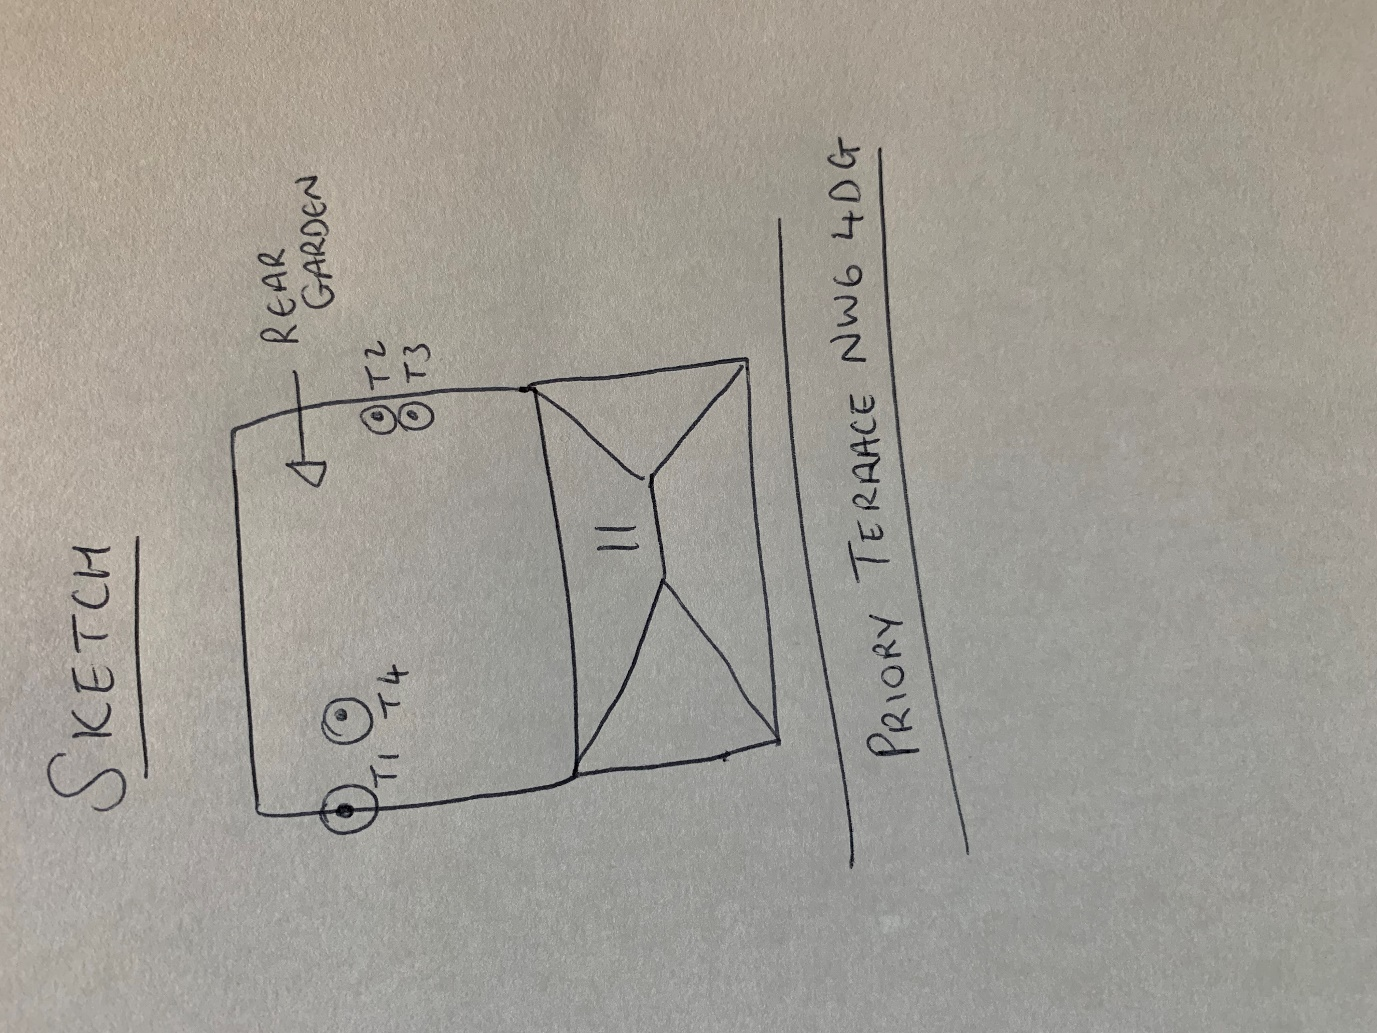 SKETCH
REAR
GARDEN
T1
T4
T2
T3
11
PRIORY TERRACE NW6 4DG